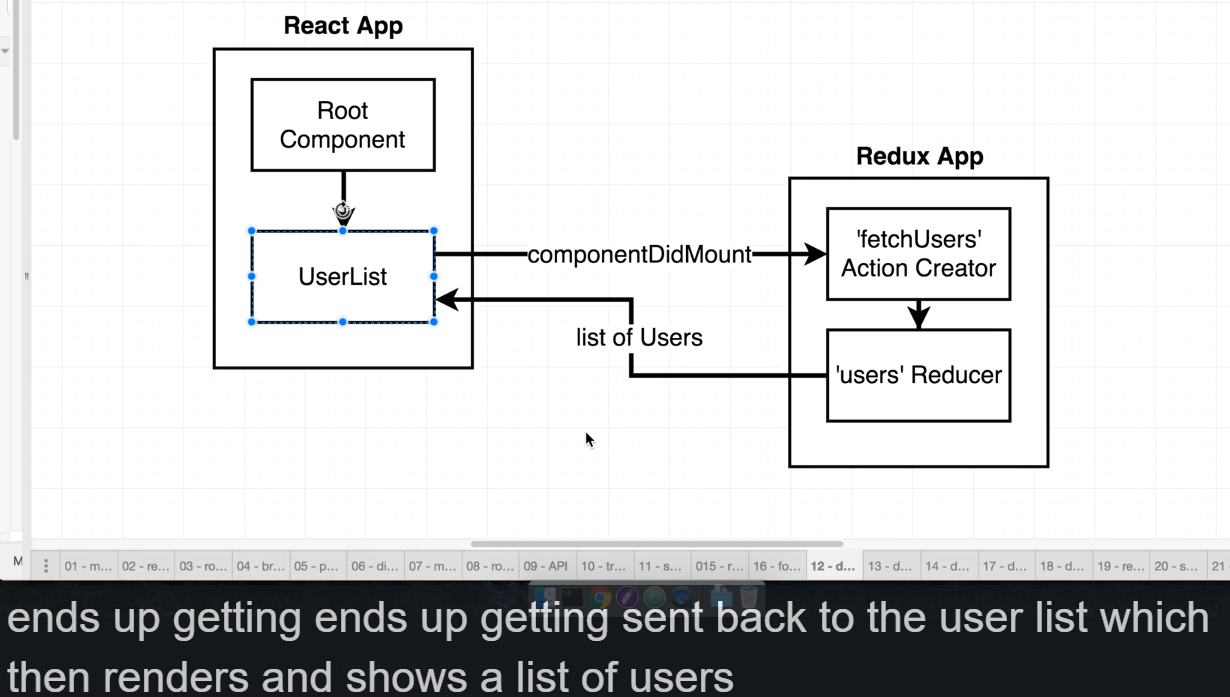 React App
Root
Component
UserList
componentDidMount
list of Users
Redux App
'fetchUsers'
Action Creator
'users' Reducer
M
01 - m... 02 - re... 03 - ro... 04 - br... 05 - p... 06 - di... 07 - m... 08 - ro... 09 - API 10 - tr... 11 - s... 015 - r... 16 - fo... 12 - d... 13 - d... 14 - d... 17 - d... 18 - d... 19 - re... 20 - s... 21
ends up getting ends up getting sent back to the user list which
then renders and shows a list of users